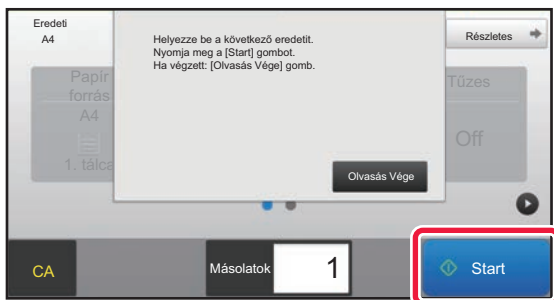 Eredeti
A4
Helyezze be a következő eredetit.
Nyomja meg a [Start] gombot.
Ha végzett: [Olvasás Vége] gomb.
Részletes
Papír
forrás
A4
1. tálca
Tűzes
Off
Olvasás Vége
CA
Másolatok
1
Start